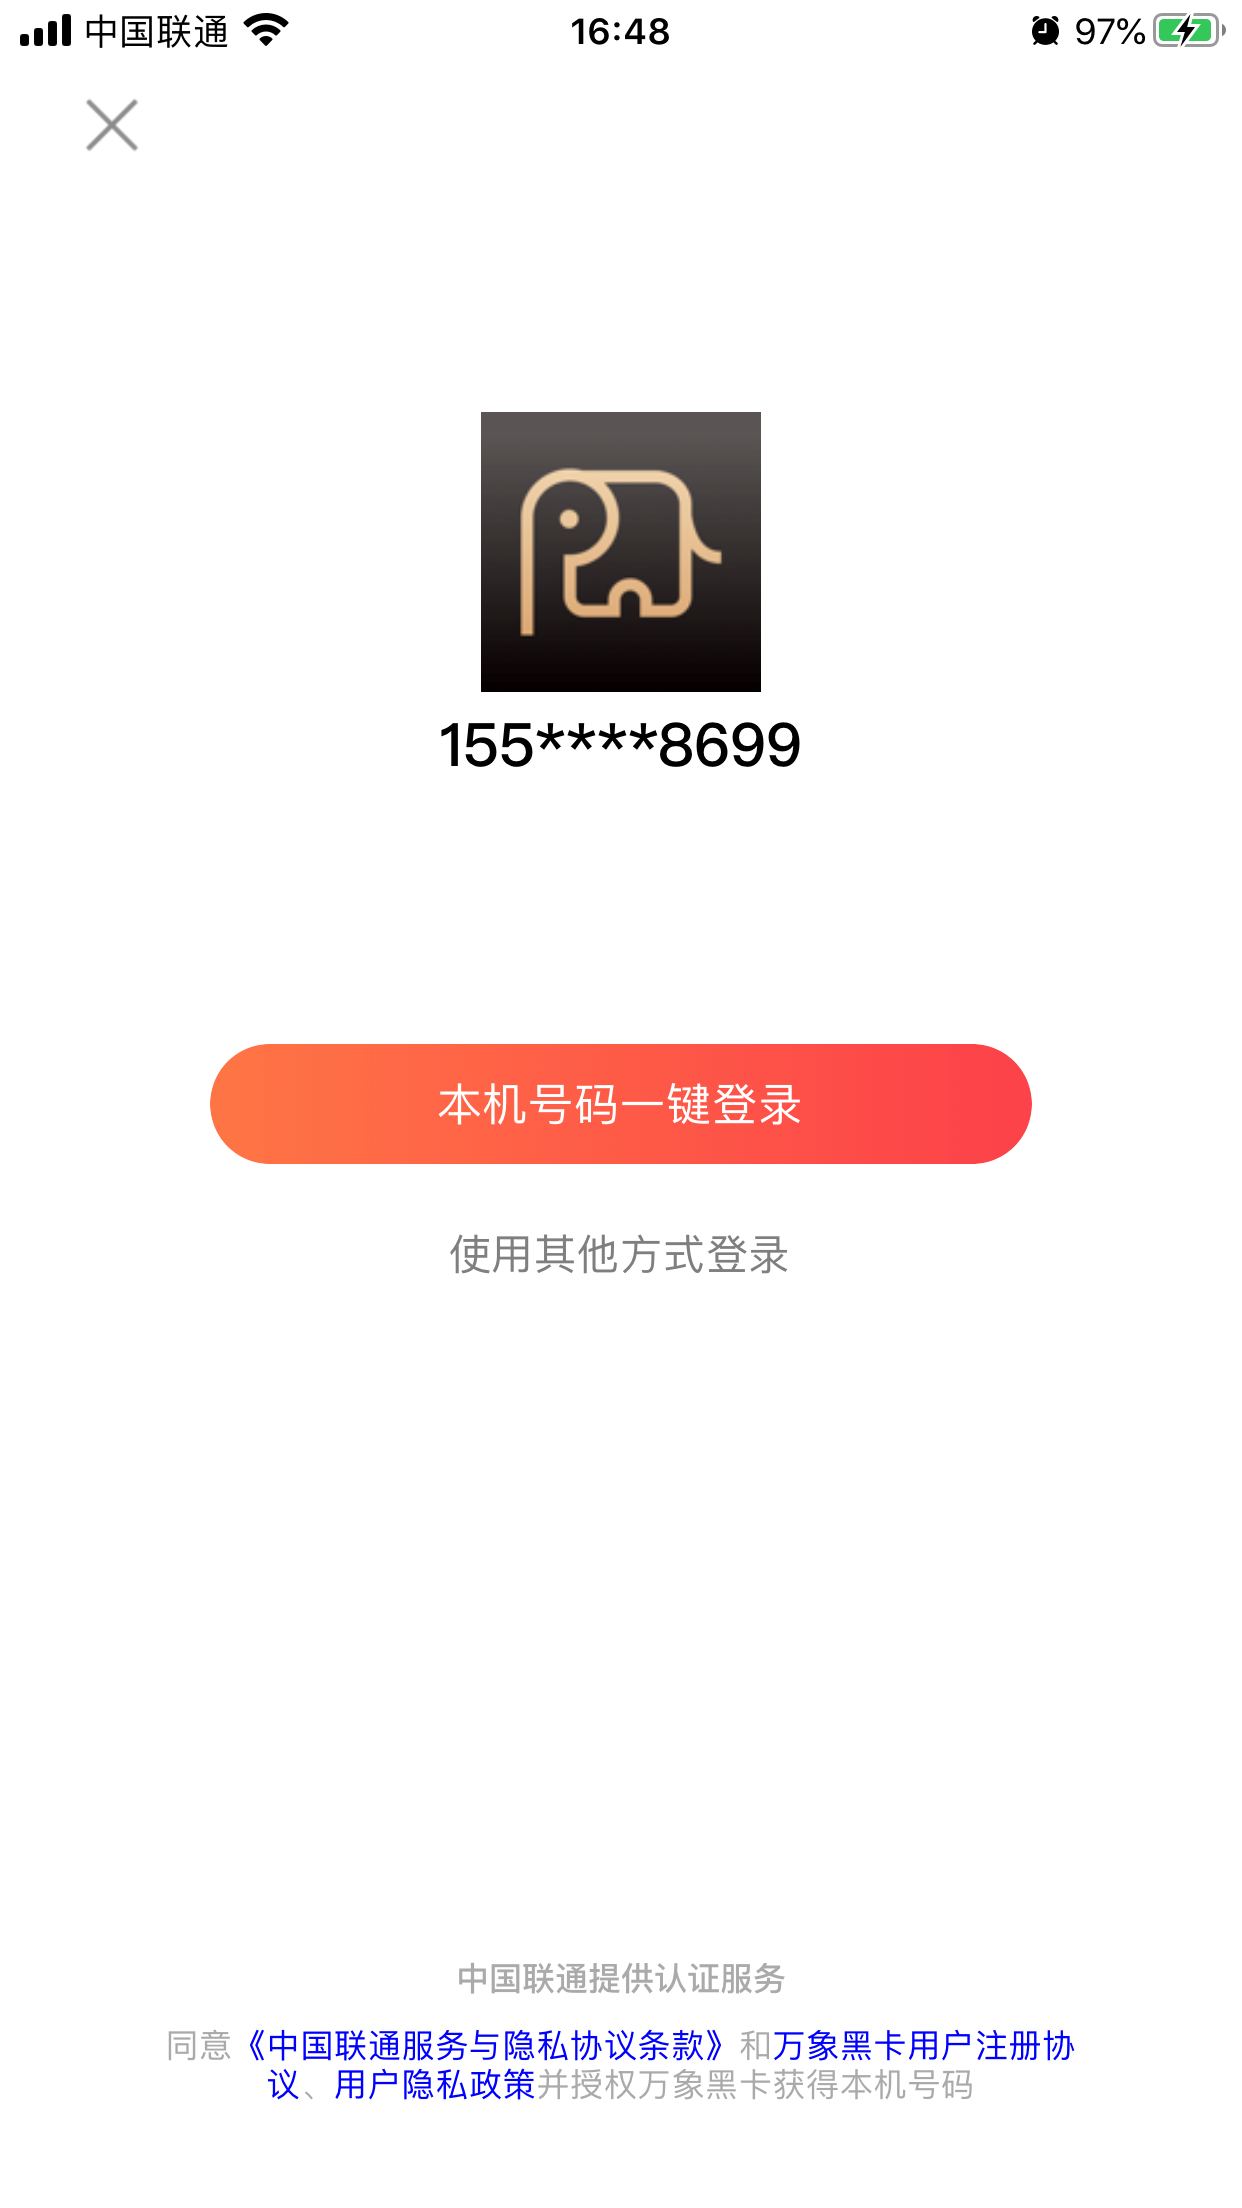 中国联通 16:48 97%
155****8699
本机号码一键登录
使用其他方式登录
中国联通提供认证服务
同意《中国联通服务与隐私协议条款》和万象黑卡用户注册协
议、用户隐私政策并授权万象黑卡获得本机号码